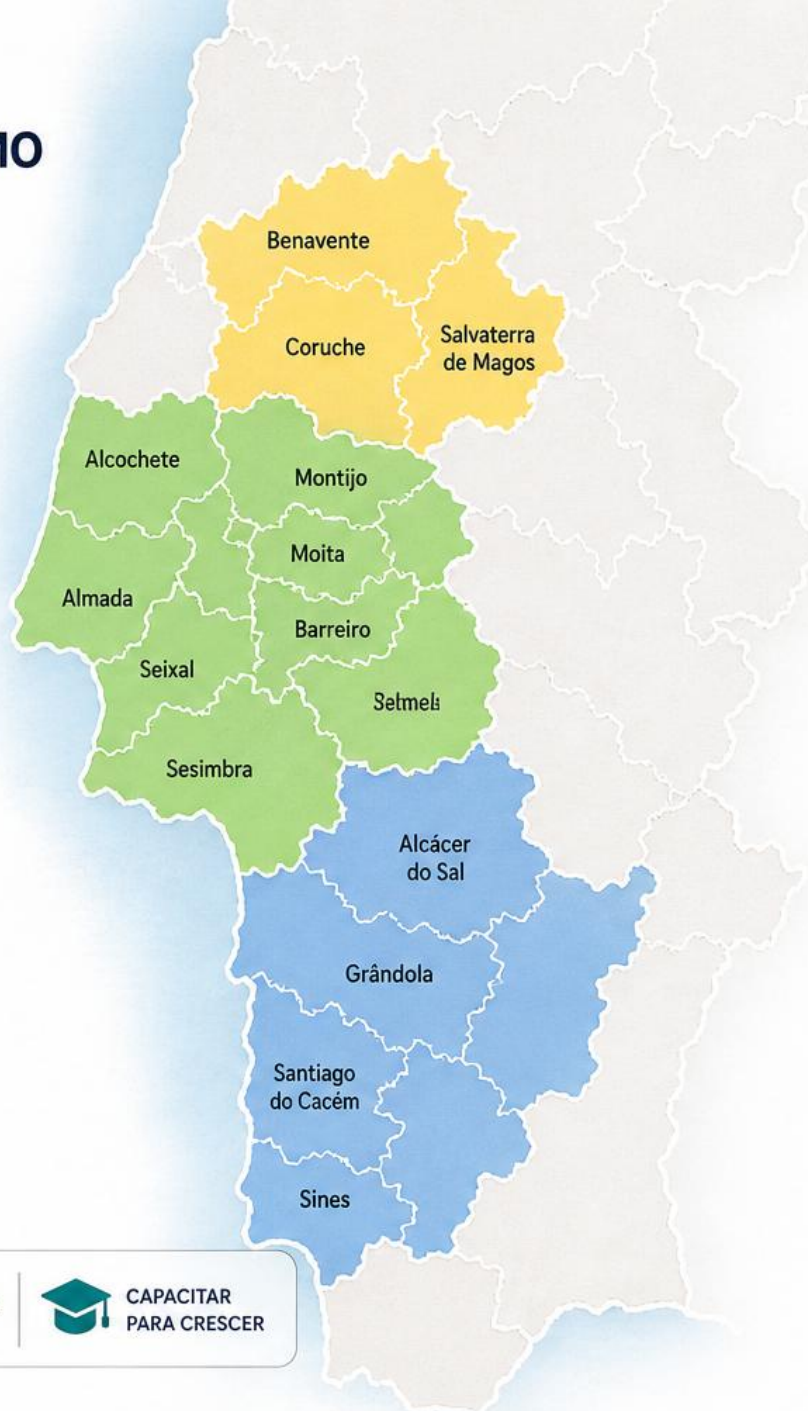 MO
Benavente
Coruche
Salvaterra
de Magos
Alcochete
Montijo
Moita
Almada
Barreiro
Seixal
Sesimbra
Alcácer
do Sal
Grândola
Santiago
do Cacém
Sines
CAPACITAR
PARA CRESCER